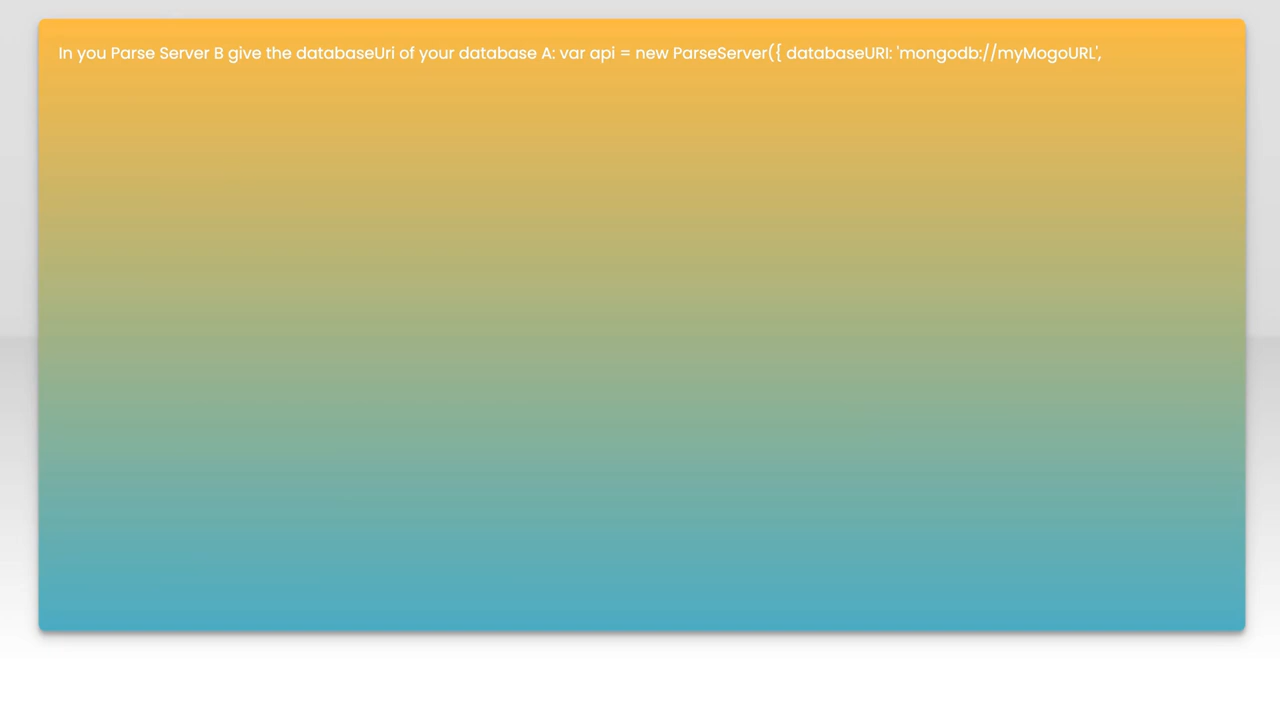 In you Parse Server B give the databaseUri of your database A: var api = new ParseServer({ databaseURI: 'mongodb://myMogoURL',